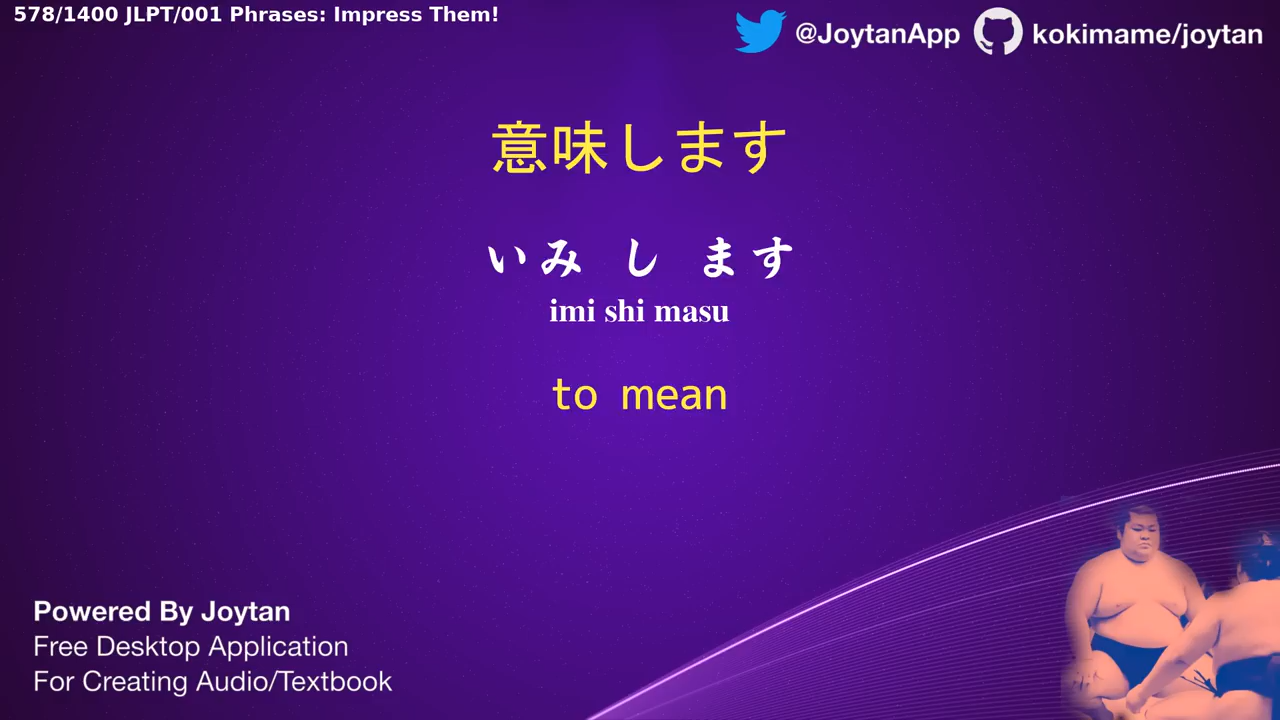 578/1400 JLPT/001 Phrases: Impress Them!
@JoytanApp kokimame/joytan
意味します
いみ し ます
imi shi masu
to mean
Powered By Joytan
Free Desktop Application
For Creating Audio/Textbook